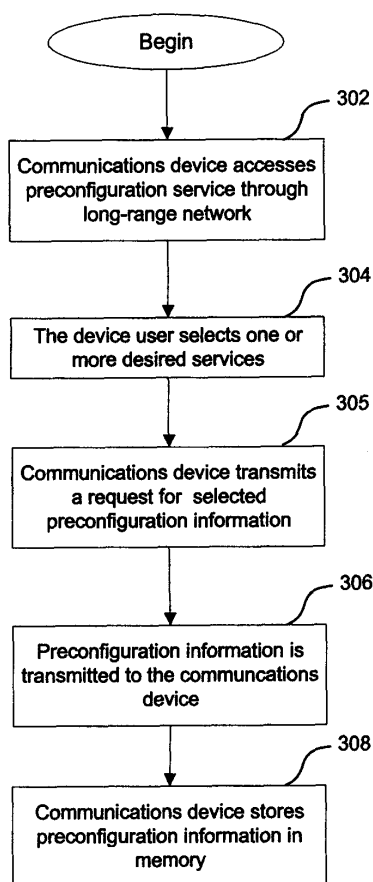 Begin
302
Communications device accesses
preconfiguration service through
long-range network
304
The device user selects one or
more desired services
305
Communications device transmits
a request for selected
preconfiguration information
306
Preconfiguration information is
transmitted to the communcations
device
308
Communications device stores
preconfiguration information in
memory